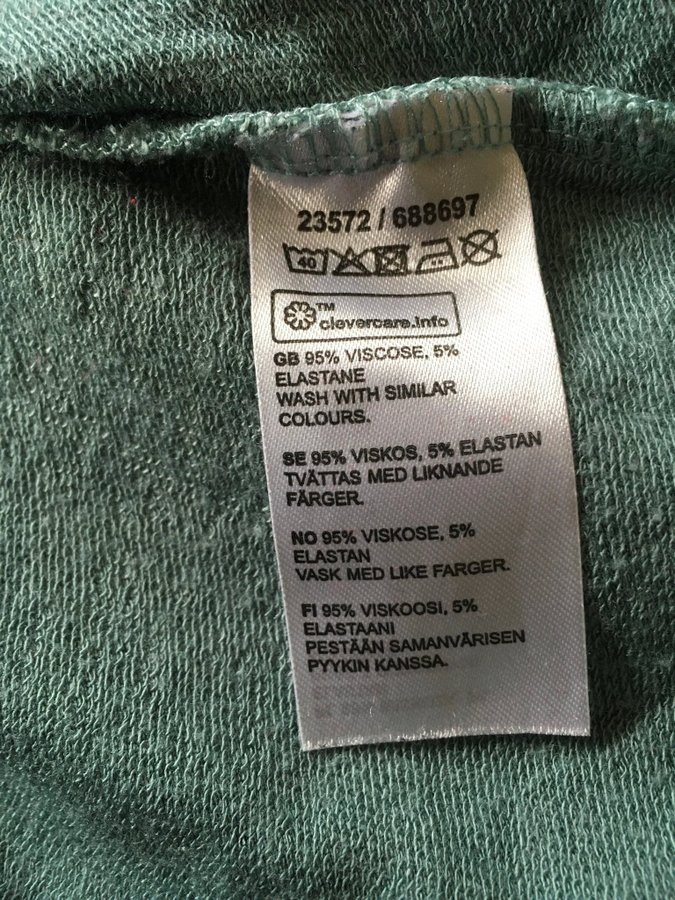 23572 / 688697
40
TM
clevercare.info
GB 95% VISCOSE, 5%
ELASTANE
WASH WITH SIMILAR
COLOURS.
SE 95% VISKOS, 5% ELASTAN
TVÄTTAS MED LIKNANDE
FÄRGER.
NO 95% VISKOSE, 5%
ELASTAN
VASK MED LIKE FARGER.
FI 95% VISKOOSI, 5%
ELASTAANI
PESTÄÄN SAMANVÄRISEN
PYYKIN KANSSA.